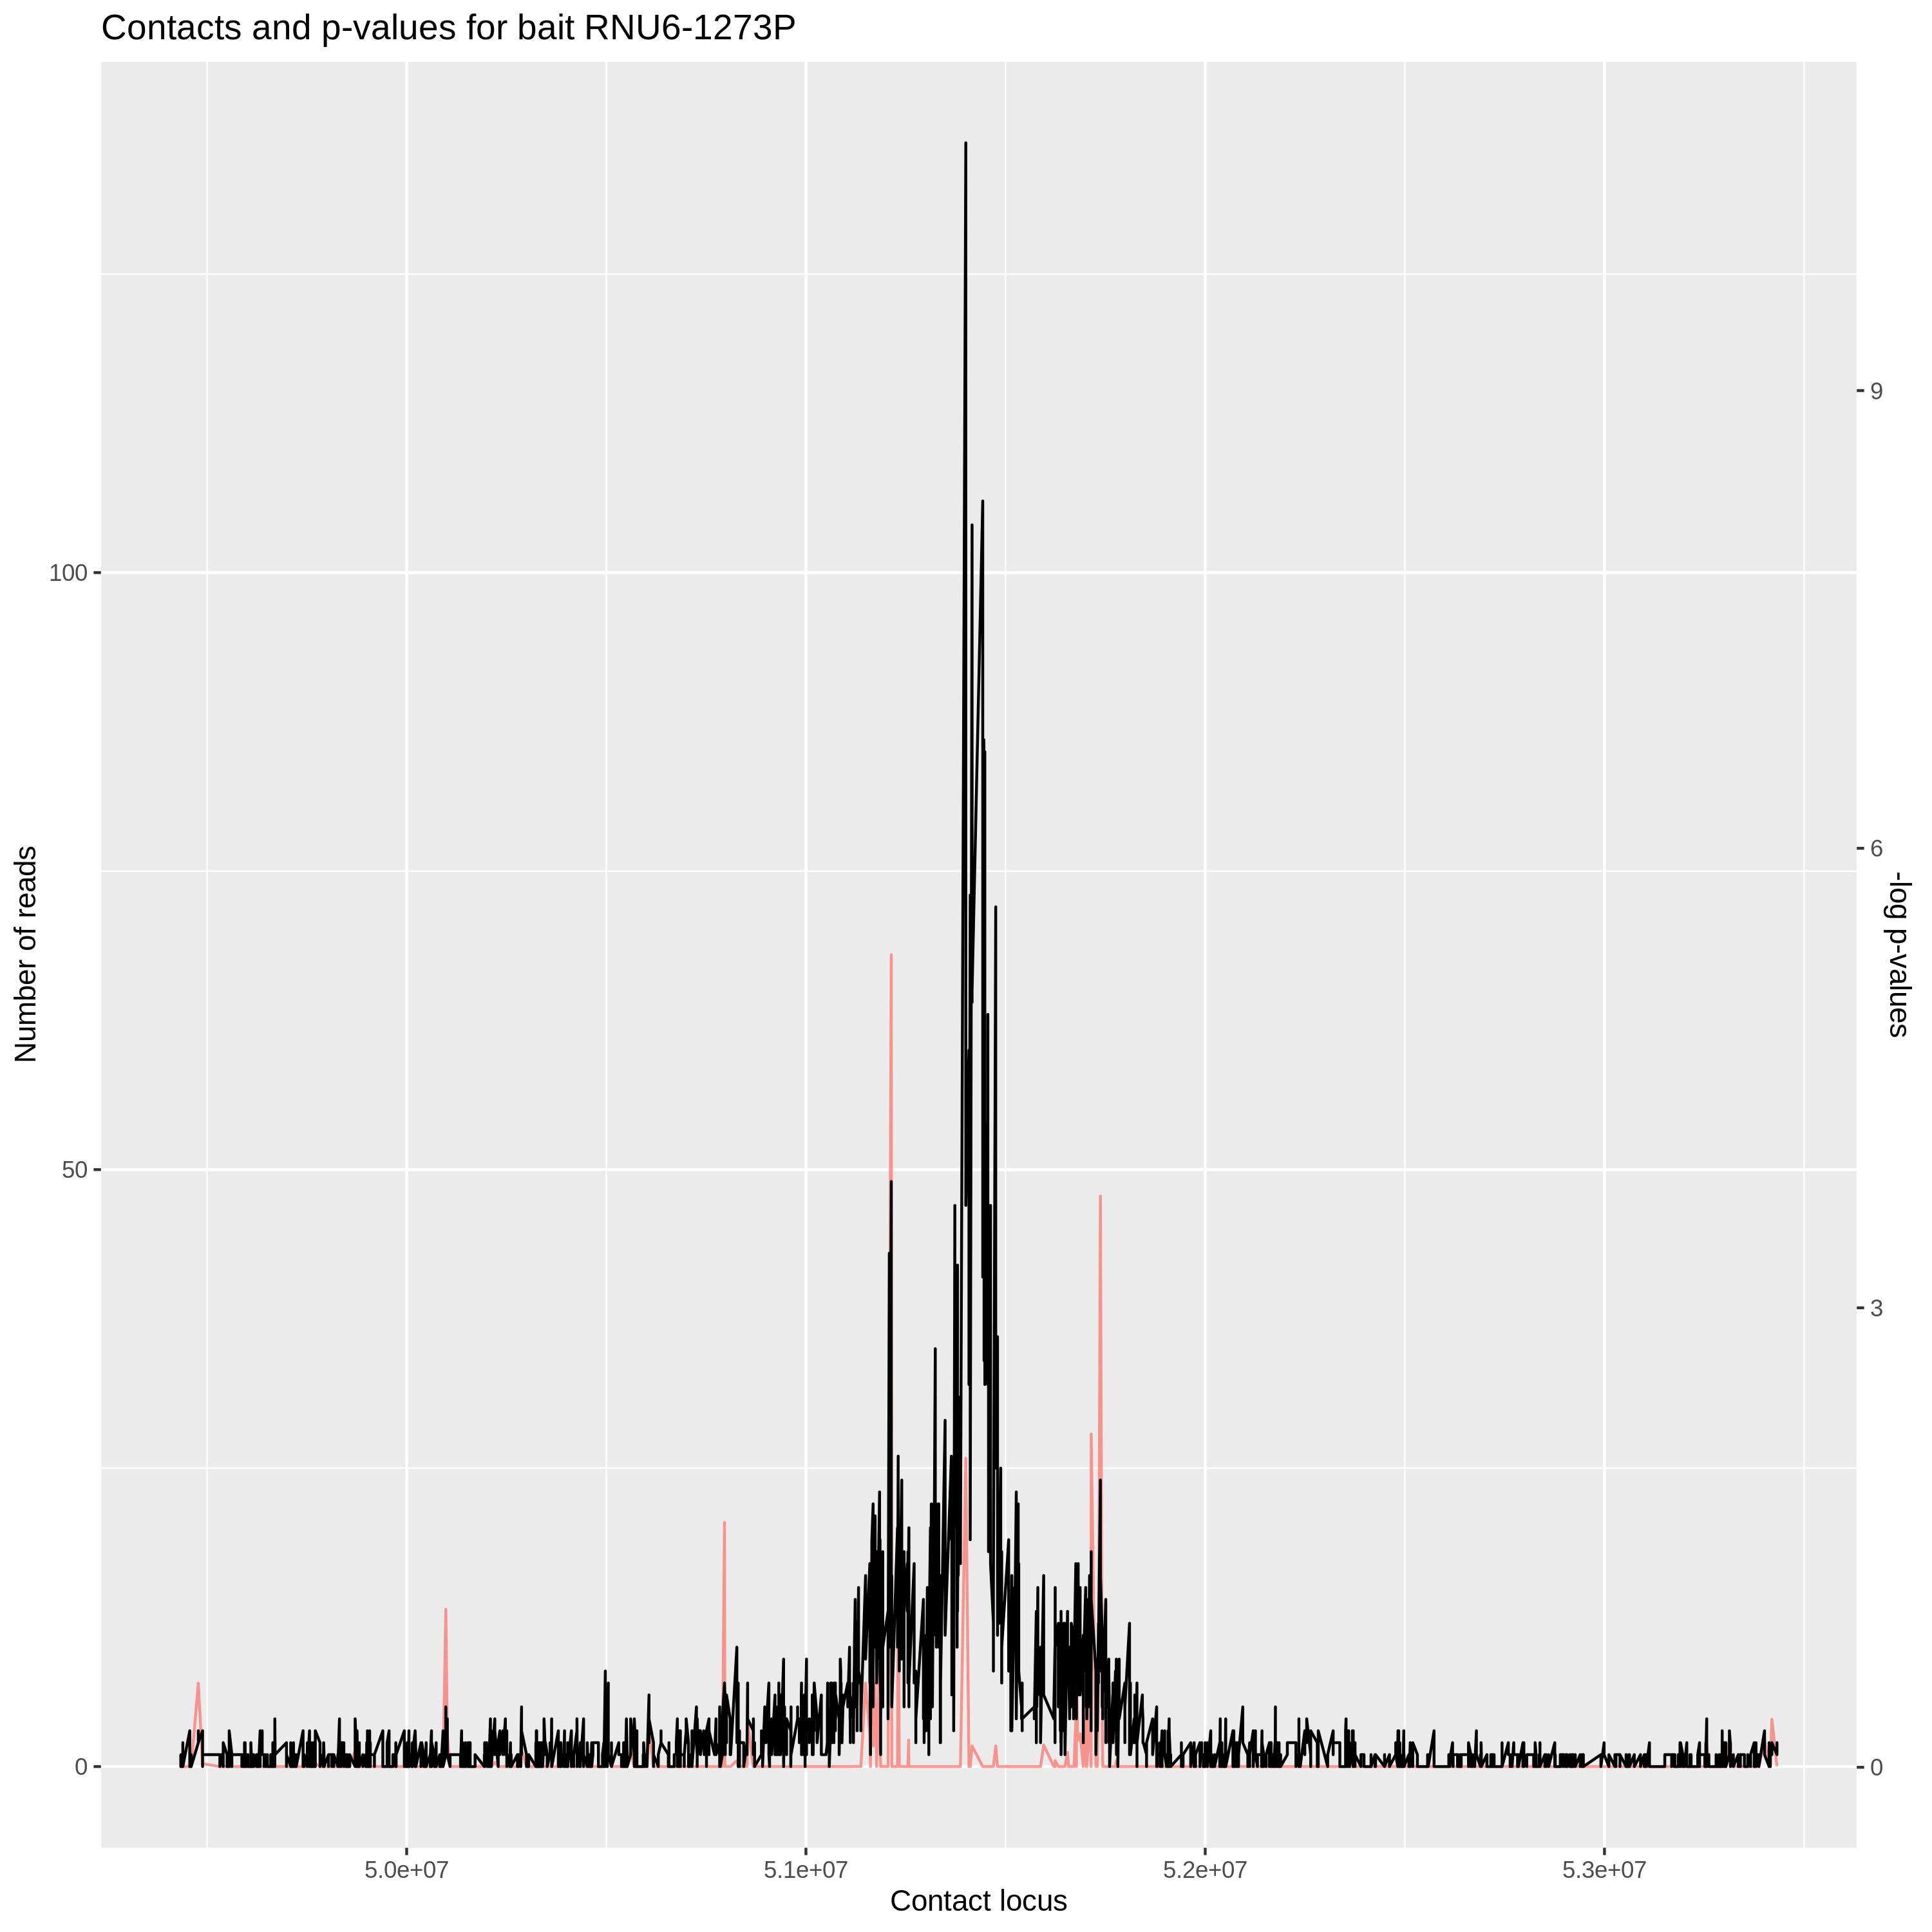 Contacts and p-values for bait RNU6-1273P
Number of reads
100
50
0
9
6
3
0
-log p-values
5.0e+07
5.1e+07
5.2e+07
5.3e+07
Contact locus